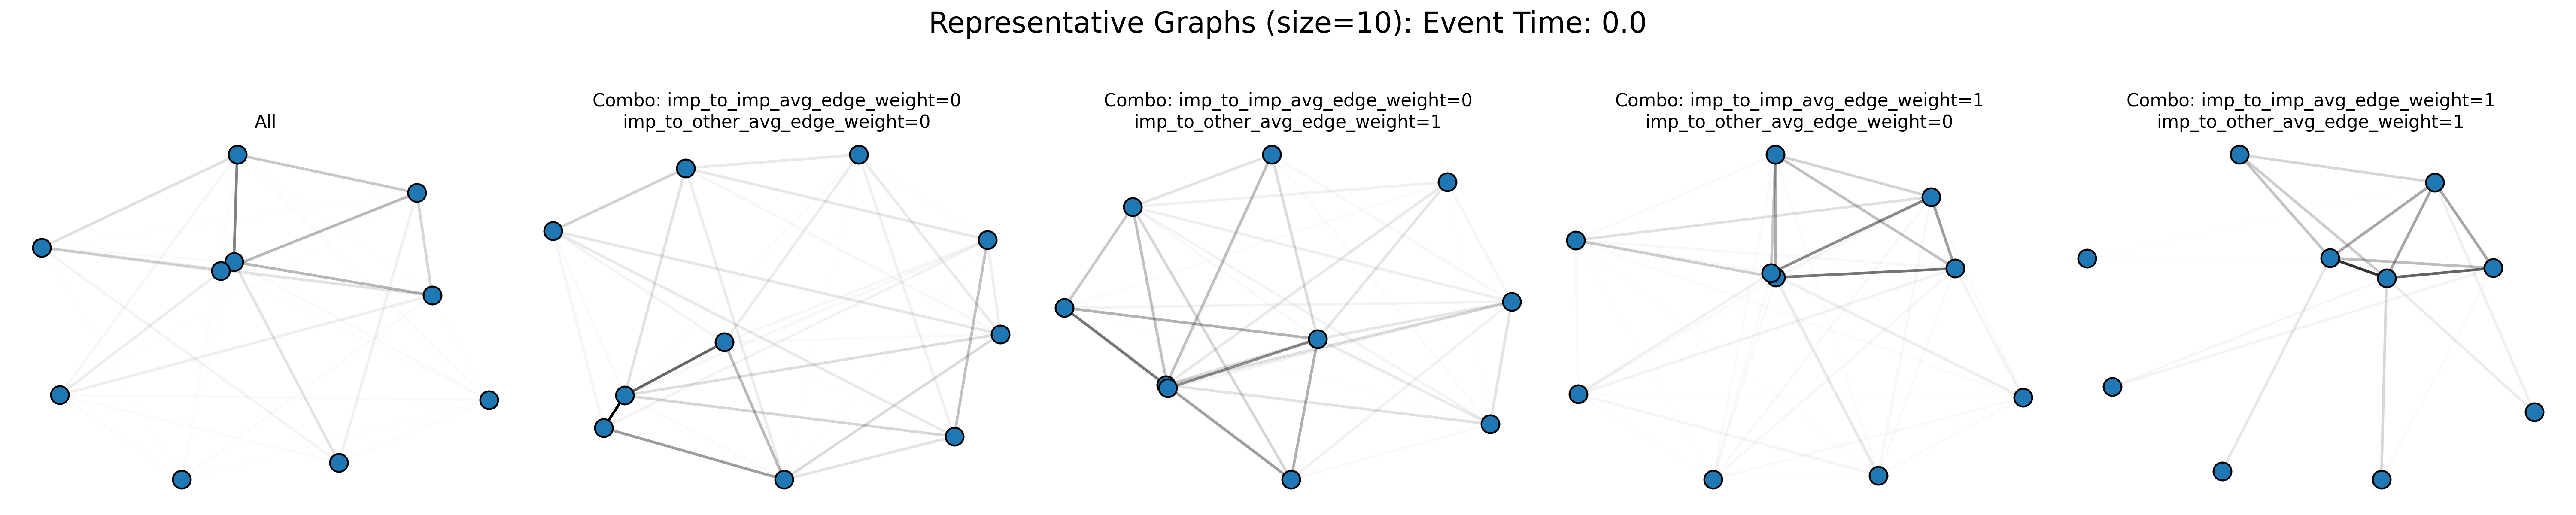 Representative Graphs (size=10): Event Time: 0.0
All
Combo: imp_to_imp_avg_edge_weight=0
imp_to_other_avg_edge_weight=0
Combo: imp_to_imp_avg_edge_weight=0
imp_to_other_avg_edge_weight=1
Combo: imp_to_imp_avg_edge_weight=1
imp_to_other_avg_edge_weight=0
Combo: imp_to_imp_avg_edge_weight=1
imp_to_other_avg_edge_weight=1